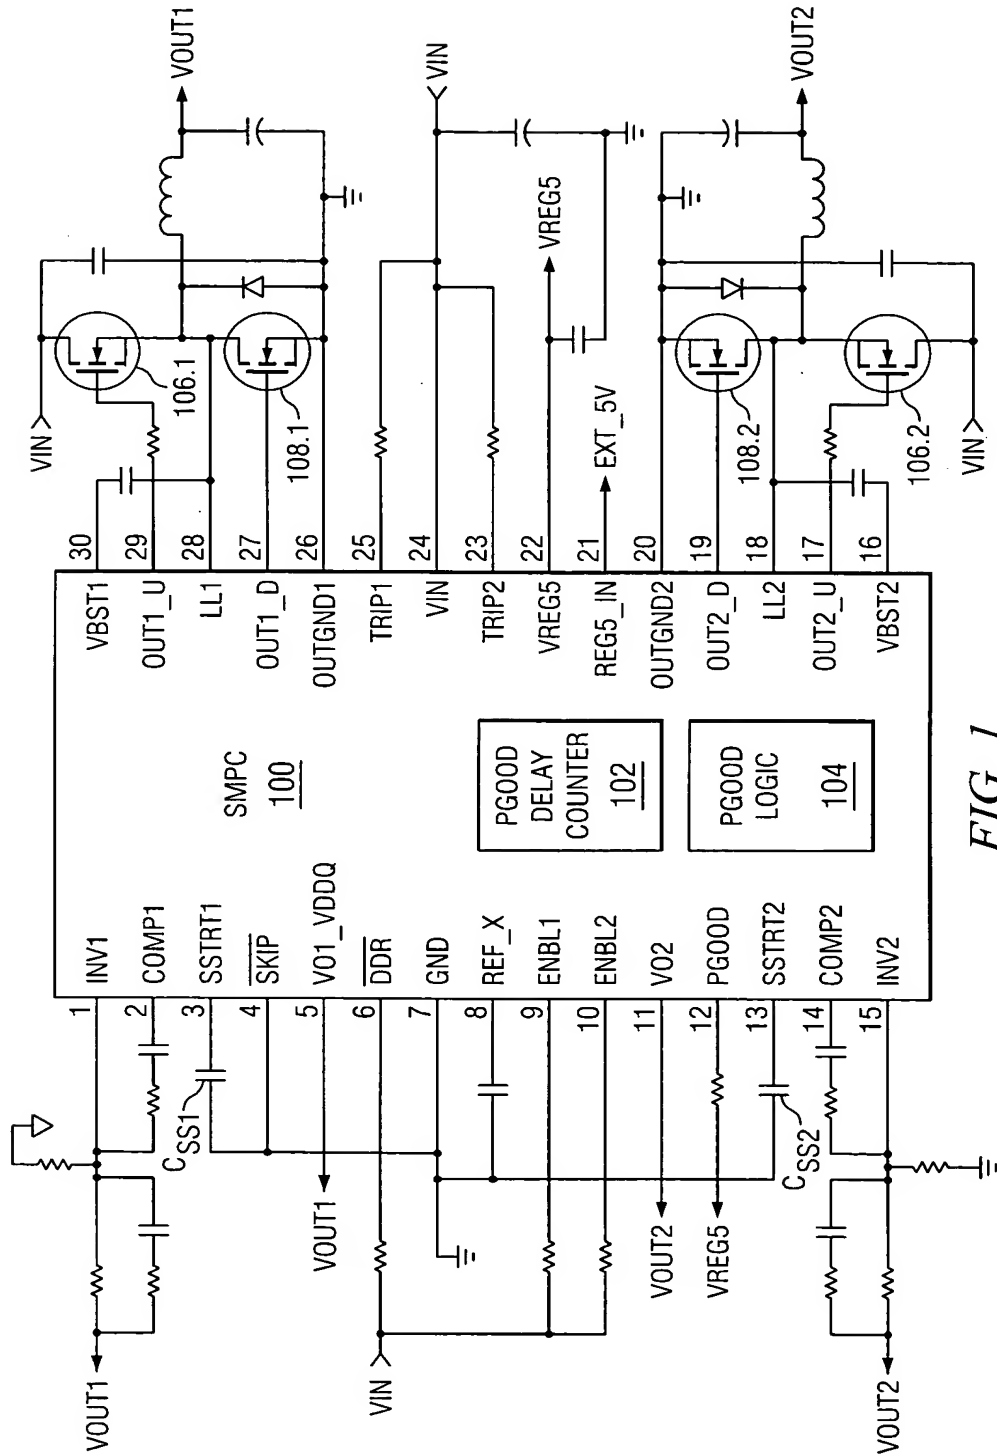 VOUT1
VIN
106.1
108.1
VIN
VREG5
EXT_5V
108.2
106.2
VIN
VOUT2
30
29
28
27
26
25
24
23
22
21
20
19
18
17
16
VBST1
OUT1_U
LL1
OUT1_D
OUTGND1
TRIP1
VIN
TRIP2
VREG5
REG5_IN
OUTGND2
OUT2_D
LL2
OUT2_U
VBST2
SMPC
100
PGOOD
DELAY
COUNTER
102
PGOOD
LOGIC
104
INV1
COMP1
SSTRT1
SKIP
VO1_VDDQ
DDR
GND
REF_X
ENBL1
ENBL2
VO2
PGOOD
SSTRT2
COMP2
INV2
1
2
3
4
5
6
7
8
9
10
11
12
13
14
15
CSS1
CSS2
VOUT1
VOUT1
VIN
VOUT2
VREG5
VOUT2
FIG. 1